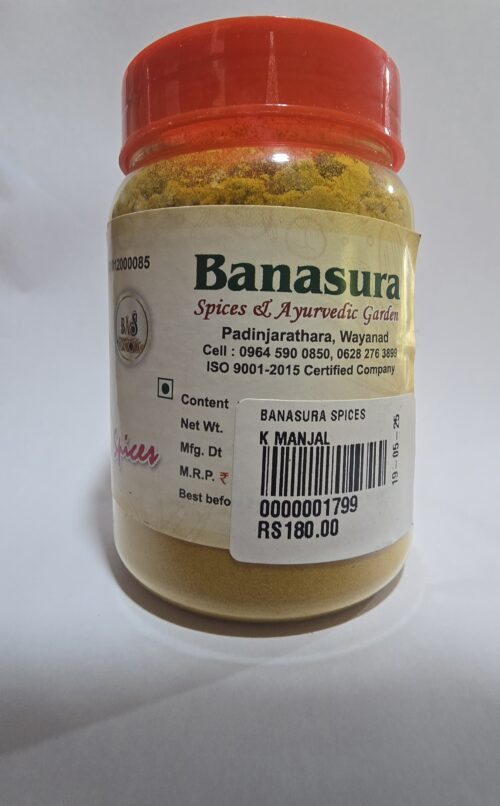 12000085
Banasura
Spices & Ayurvedic Garden
Padinjarathara, Wayanad
Cell : 0964 590 0850, 0628 276 3899
ISO 9001-2015 Certified Company
Content
Net Wt.
Mfg. Dt
M.R.P. ₹
Best befo
Spices
BANASURA SPICES
K MANJAL
0000001799
RS180.00
19-05-25